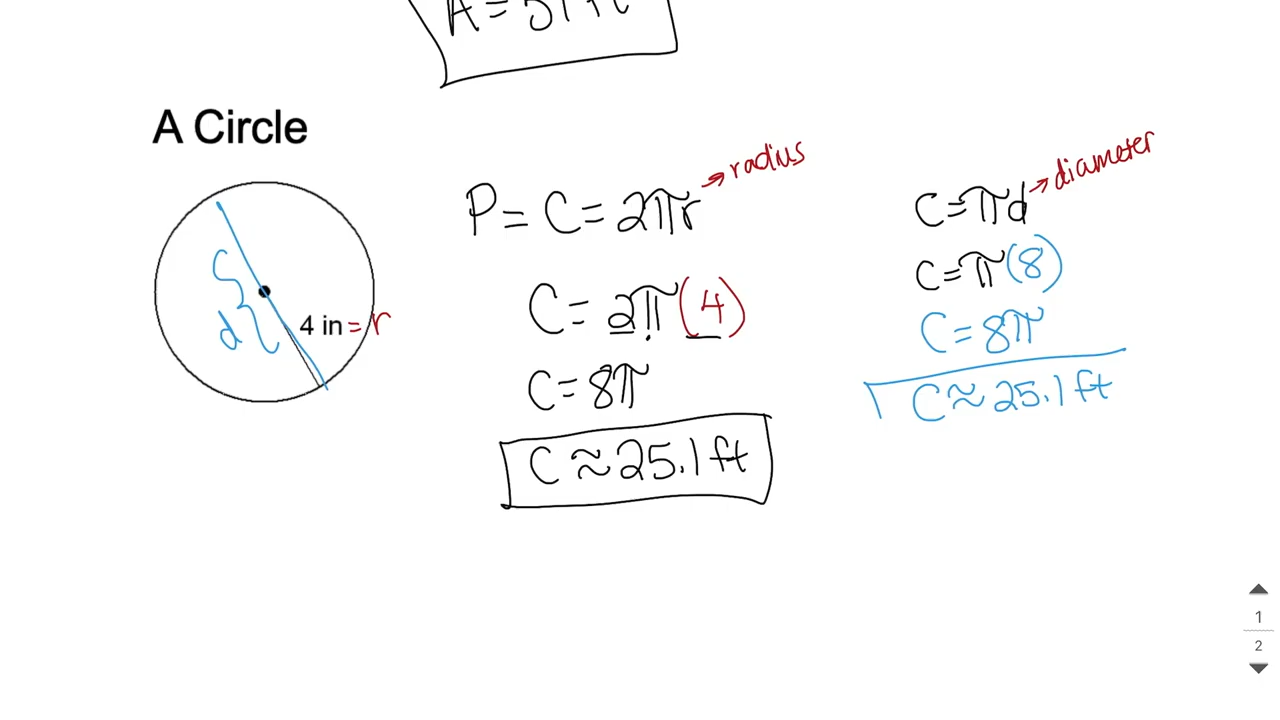 A Circle
P = C = 2πr → radius
C = 2π(4)
C = 8π
C ≈ 25.1 ft
4 in = r
d
C = πd → diameter
C = π(8)
C = 8π
C ≈ 25.1 ft
1
2